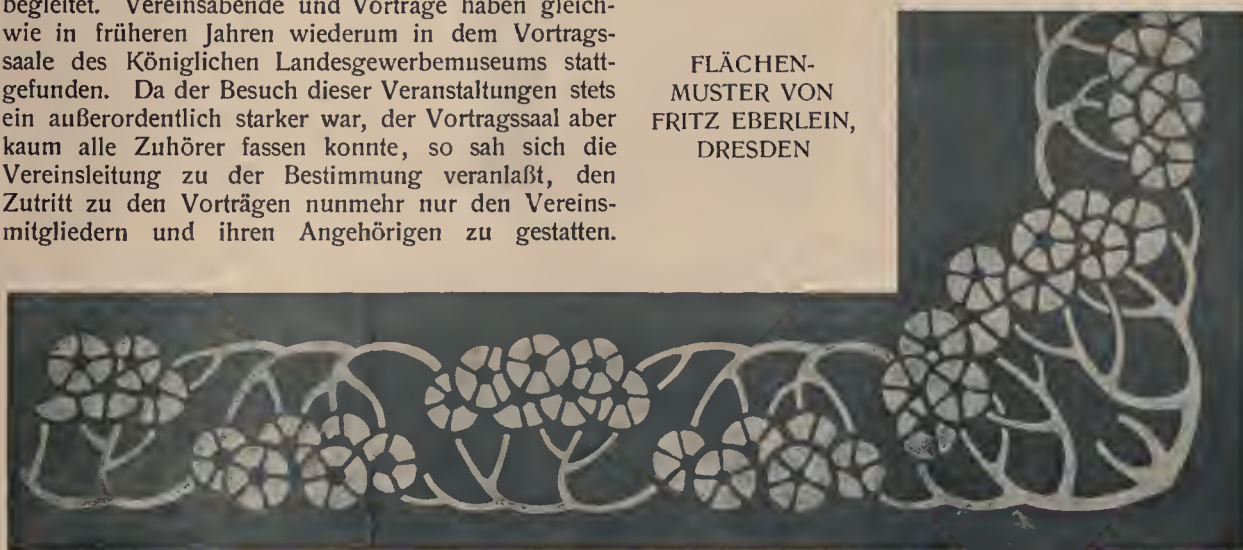 begleitet. Vereinsabende und Vorträge haben gleich-
wie in früheren Jahren wiederum in dem Vortrags-
saale des Königlichen Landesgewerbemuseums statt-
gefunden. Da der Besuch dieser Veranstaltungen stets
ein außerordentlich starker war, der Vortragssaal aber
kaum alle Zuhörer fassen konnte, so sah sich die
Vereinsleitung zu der Bestimmung veranlaßt, den
Zutritt zu den Vorträgen nunmehr nur den Vereins-
mitgliedern und ihren Angehörigen zu gestatten.
FLÄCHEN-
MUSTER VON
FRITZ EBERLEIN,
DRESDEN